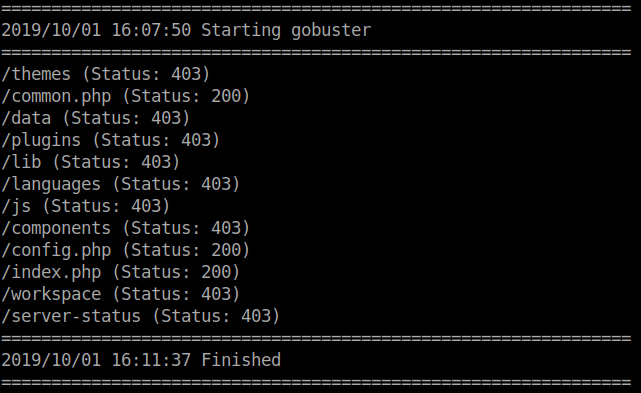 ===============================================================
2019/10/01 16:07:50 Starting gobuster
===============================================================
/themes (Status: 403)
/common.php (Status: 200)
/data (Status: 403)
/plugins (Status: 403)
/lib (Status: 403)
/languages (Status: 403)
/js (Status: 403)
/components (Status: 403)
/config.php (Status: 200)
/index.php (Status: 200)
/workspace (Status: 403)
/server-status (Status: 403)
===============================================================
2019/10/01 16:11:37 Finished
===============================================================